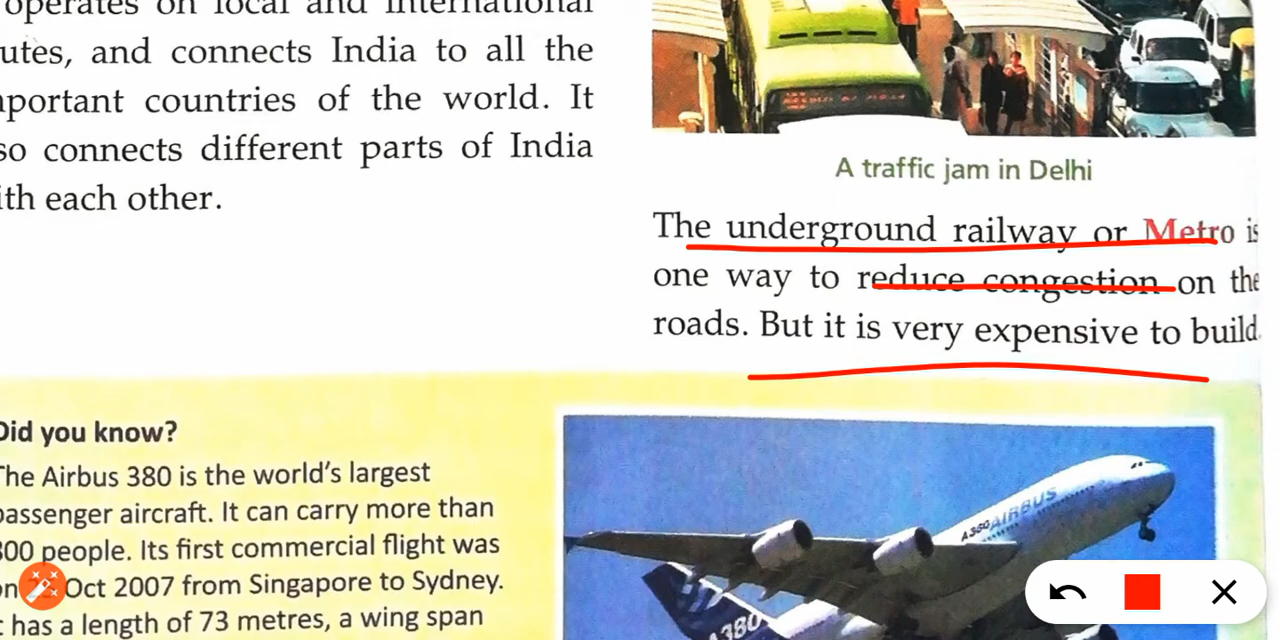 operates on local and international
utes, and connects India to all the
portant countries of the world. It
so connects different parts of India
ith each other.
A traffic jam in Delhi
The underground railway or Metro is
one way to reduce congestion on the
roads. But it is very expensive to build.
Did you know?
The Airbus 380 is the world's largest
passenger aircraft. It can carry more than
800 people. Its first commercial flight was
on Oct 2007 from Singapore to Sydney.
t has a length of 73 metres, a wing span
A380 AIRBUS
A380